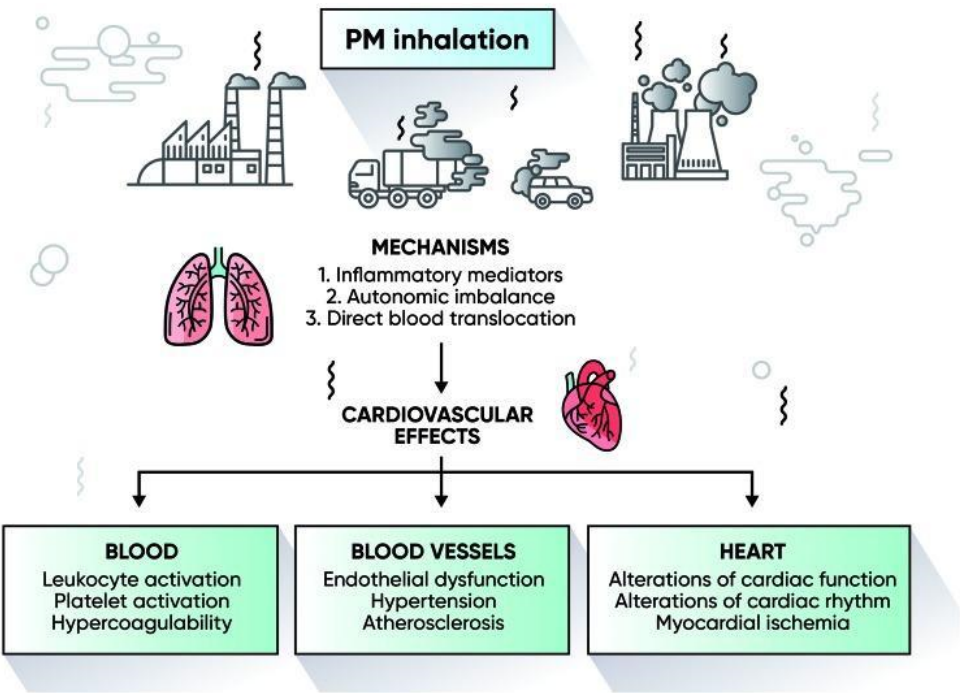 PM inhalation
MECHANISMS
1. Inflammatory mediators
2. Autonomic imbalance
3. Direct blood translocation
CARDIOVASCULAR
EFFECTS
BLOOD
Leukocyte activation
Platelet activation
Hypercoagulability
BLOOD VESSELS
Endothelial dysfunction
Hypertension
Atherosclerosis
HEART
Alterations of cardiac function
Alterations of cardiac rhythm
Myocardial ischemia